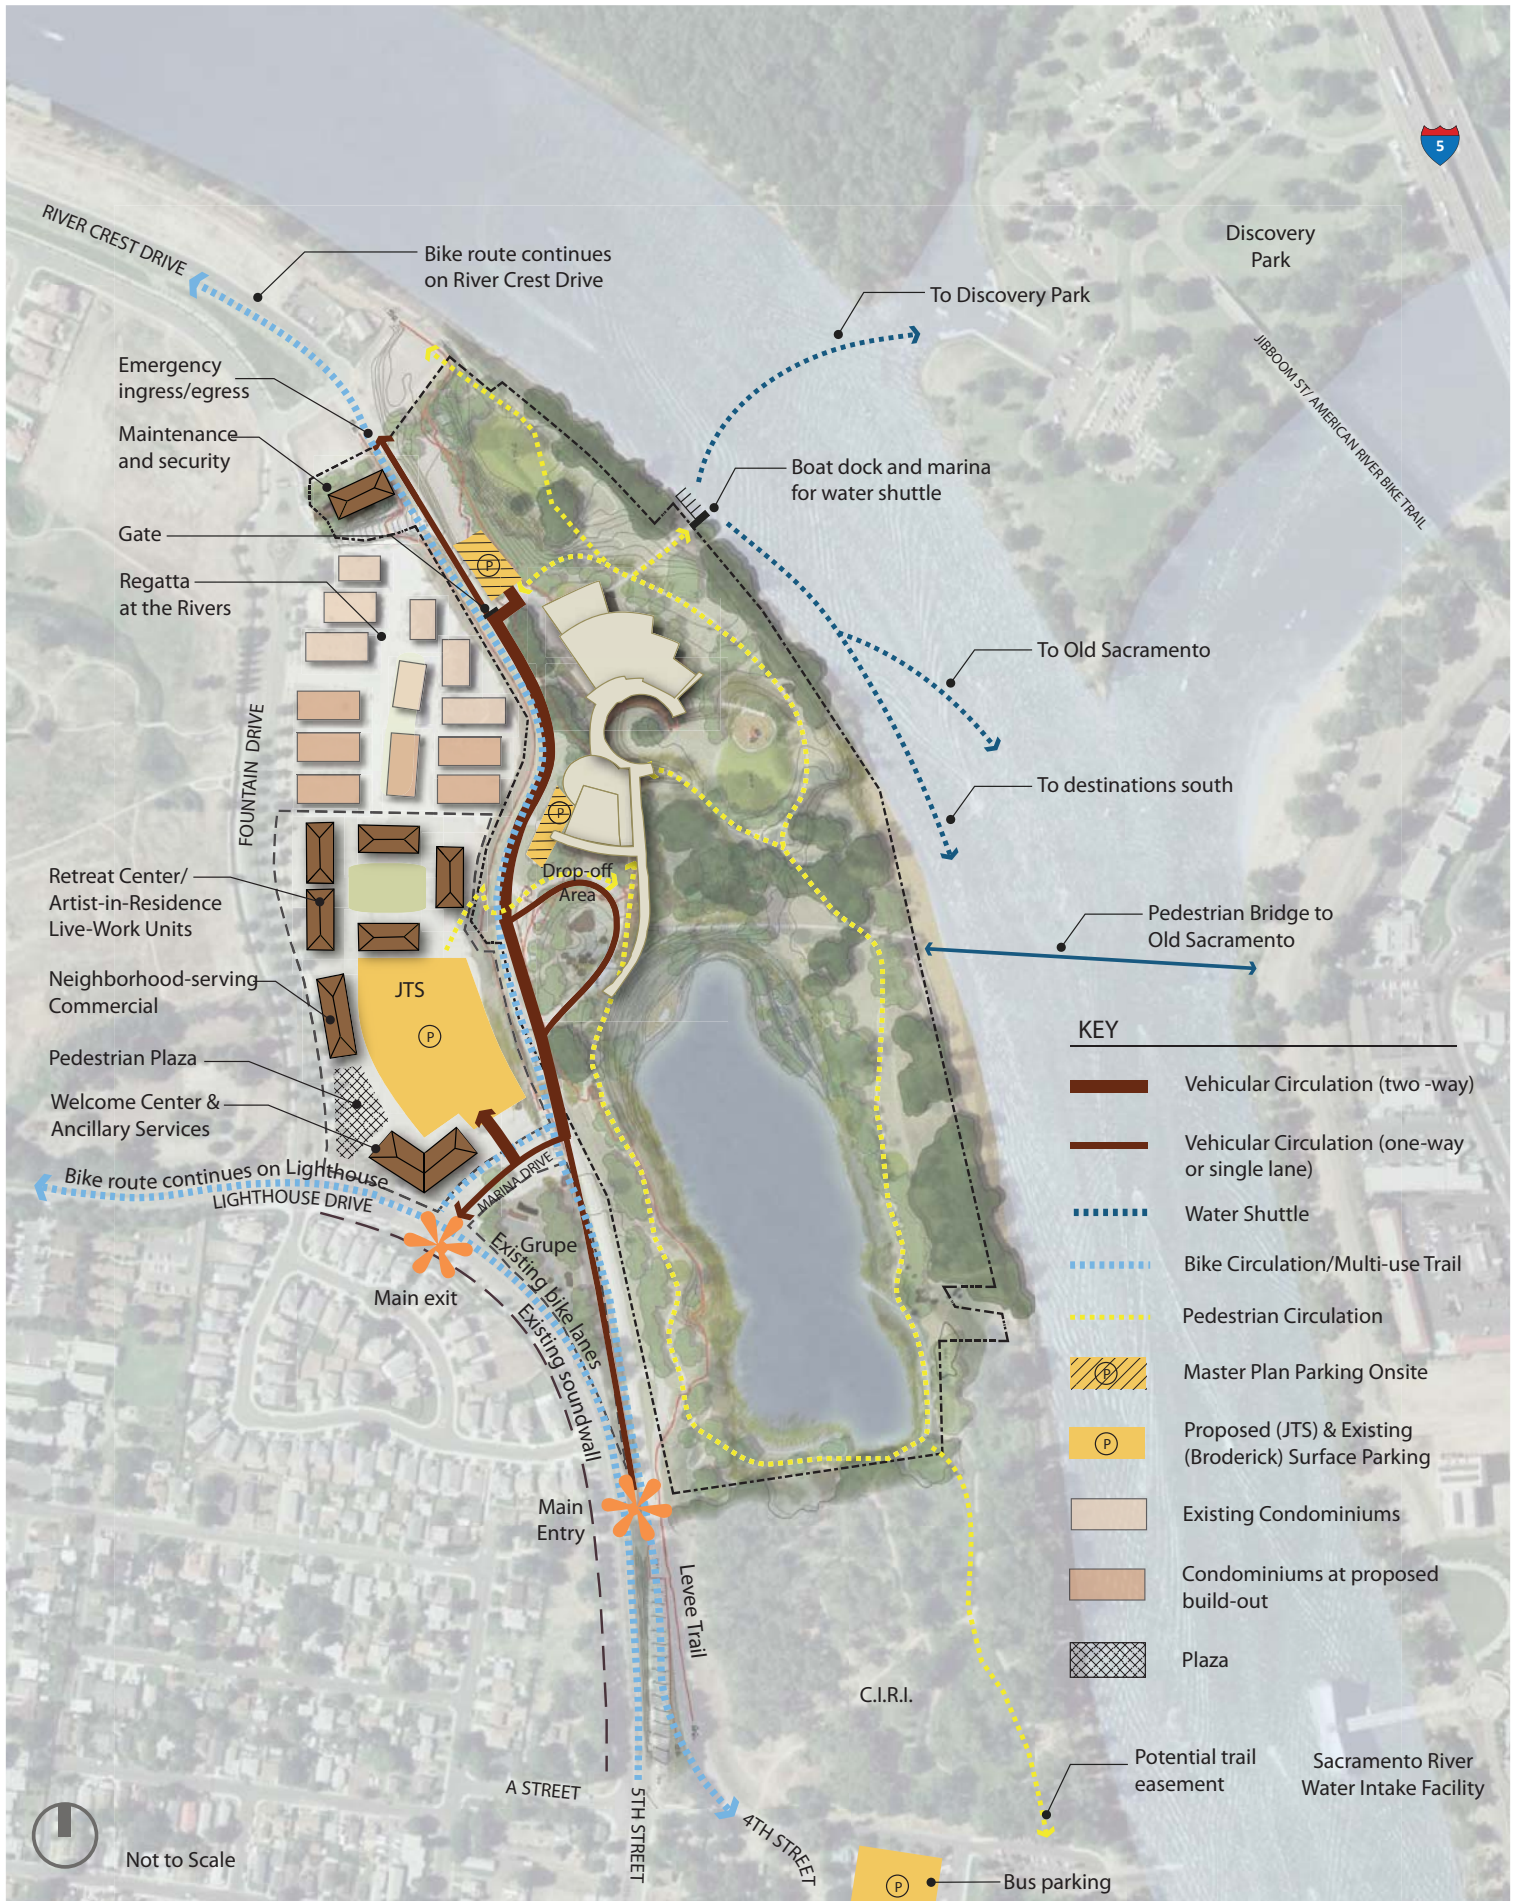 5
Discovery
Park
RIVER CREST DRIVE
Bike route continues
on River Crest Drive
To Discovery Park
JIBBOOM ST/ AMERICAN RIVER BIKE TRAIL
Emergency
ingress/egress
Maintenance
and security
Boat dock and marina
for water shuttle
Gate
P
Regatta
at the Rivers
To Old Sacramento
FOUNTAIN DRIVE
To destinations south
P
Drop-off
Area
Retreat Center/
Artist-in-Residence
Live-Work Units
Pedestrian Bridge to
Old Sacramento
Neighborhood-serving
Commercial
JTS
P
Pedestrian Plaza
Welcome Center &
Ancillary Services
Bike route continues on Lighthouse
LIGHTHOUSE DRIVE
MARINA DRIVE
Grupe
Existing bike lanes
Existing soundwall
Main exit
Main
Entry
Levee Trail
C.I.R.I.
A STREET
5TH STREET
4TH STREET
Potential trail
easement
Sacramento River
Water Intake Facility
P
Bus parking
Not to Scale
KEY
Vehicular Circulation (two -way)
Vehicular Circulation (one-way
or single lane)
Water Shuttle
Bike Circulation/Multi-use Trail
Pedestrian Circulation
P
Master Plan Parking Onsite
P
Proposed (JTS) & Existing
(Broderick) Surface Parking
Existing Condominiums
Condominiums at proposed
build-out
Plaza